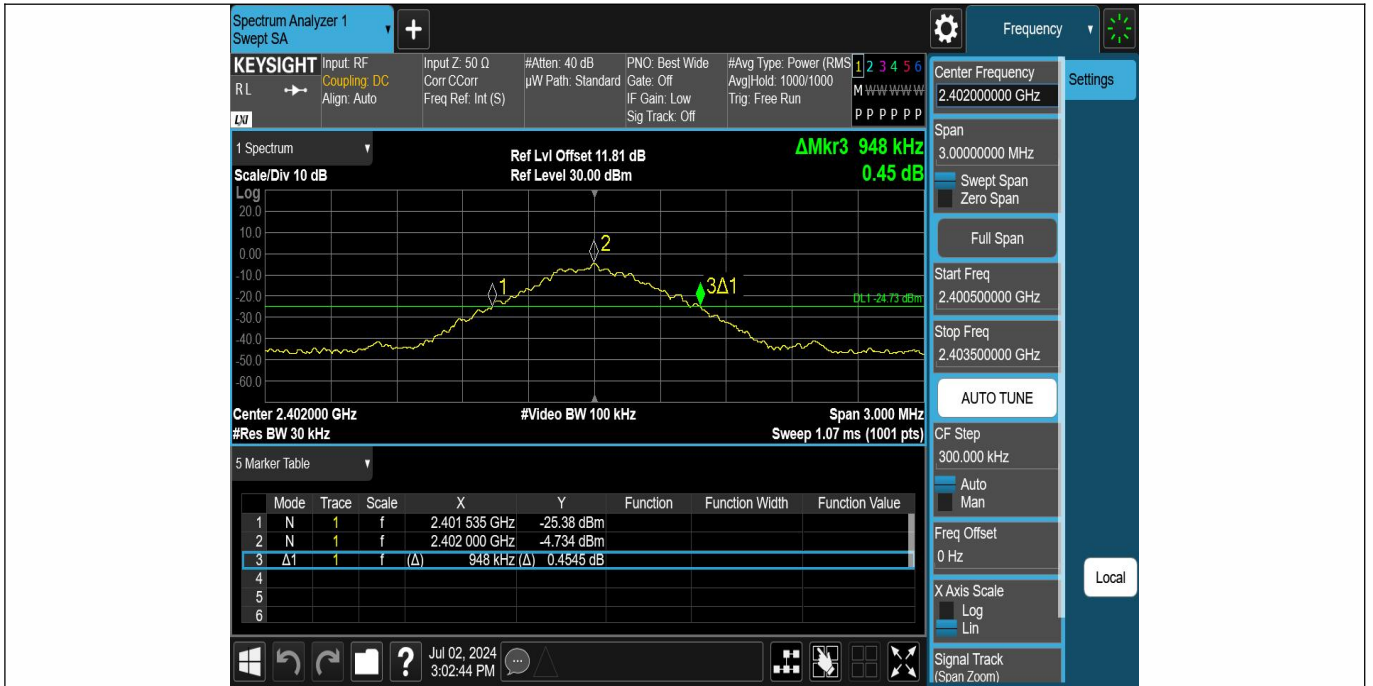 Spectrum Analyzer 1
Swept SA
+
Frequency
KEYSIGHT
RL
LXI
Input: RF
Coupling: DC
Align: Auto
Input Z: 50 Ω
Corr CCorr
Freq Ref: Int (S)
#Atten: 40 dB
µW Path: Standard
PNO: Best Wide
Gate: Off
IF Gain: Low
Sig Track: Off
#Avg Type: Power (RMS
Avg|Hold: 1000/1000
Trig: Free Run
1 2 3 4 5 6
M W W W W W
P P P P P P
1 Spectrum
Scale/Div 10 dB
Ref Lvl Offset 11.81 dB
Ref Level 30.00 dBm
ΔMkr3 948 kHz
0.45 dB
Log
20.0
10.0
0.00
-10.0
-20.0
-30.0
-40.0
-50.0
-60.0
1
2
3Δ1
DL1 -24.73 dBm
Center 2.402000 GHz
#Video BW 100 kHz
Span 3.000 MHz
#Res BW 30 kHz
Sweep 1.07 ms (1001 pts)
5 Marker Table
Mode Trace Scale X Y Function Function Width Function Value
1 N 1 f 2.401 535 GHz -25.38 dBm
2 N 1 f 2.402 000 GHz -4.734 dBm
3 Δ1 1 f (Δ) 948 kHz (Δ) 0.4545 dB
4
5
6
?
Jul 02, 2024
3:02:44 PM
Center Frequency
2.402000000 GHz
Settings
Span
3.00000000 MHz
Swept Span
Zero Span
Full Span
Start Freq
2.400500000 GHz
Stop Freq
2.403500000 GHz
AUTO TUNE
CF Step
300.000 kHz
Auto
Man
Freq Offset
0 Hz
X Axis Scale
Log
Lin
Signal Track
(Span Zoom)
Local